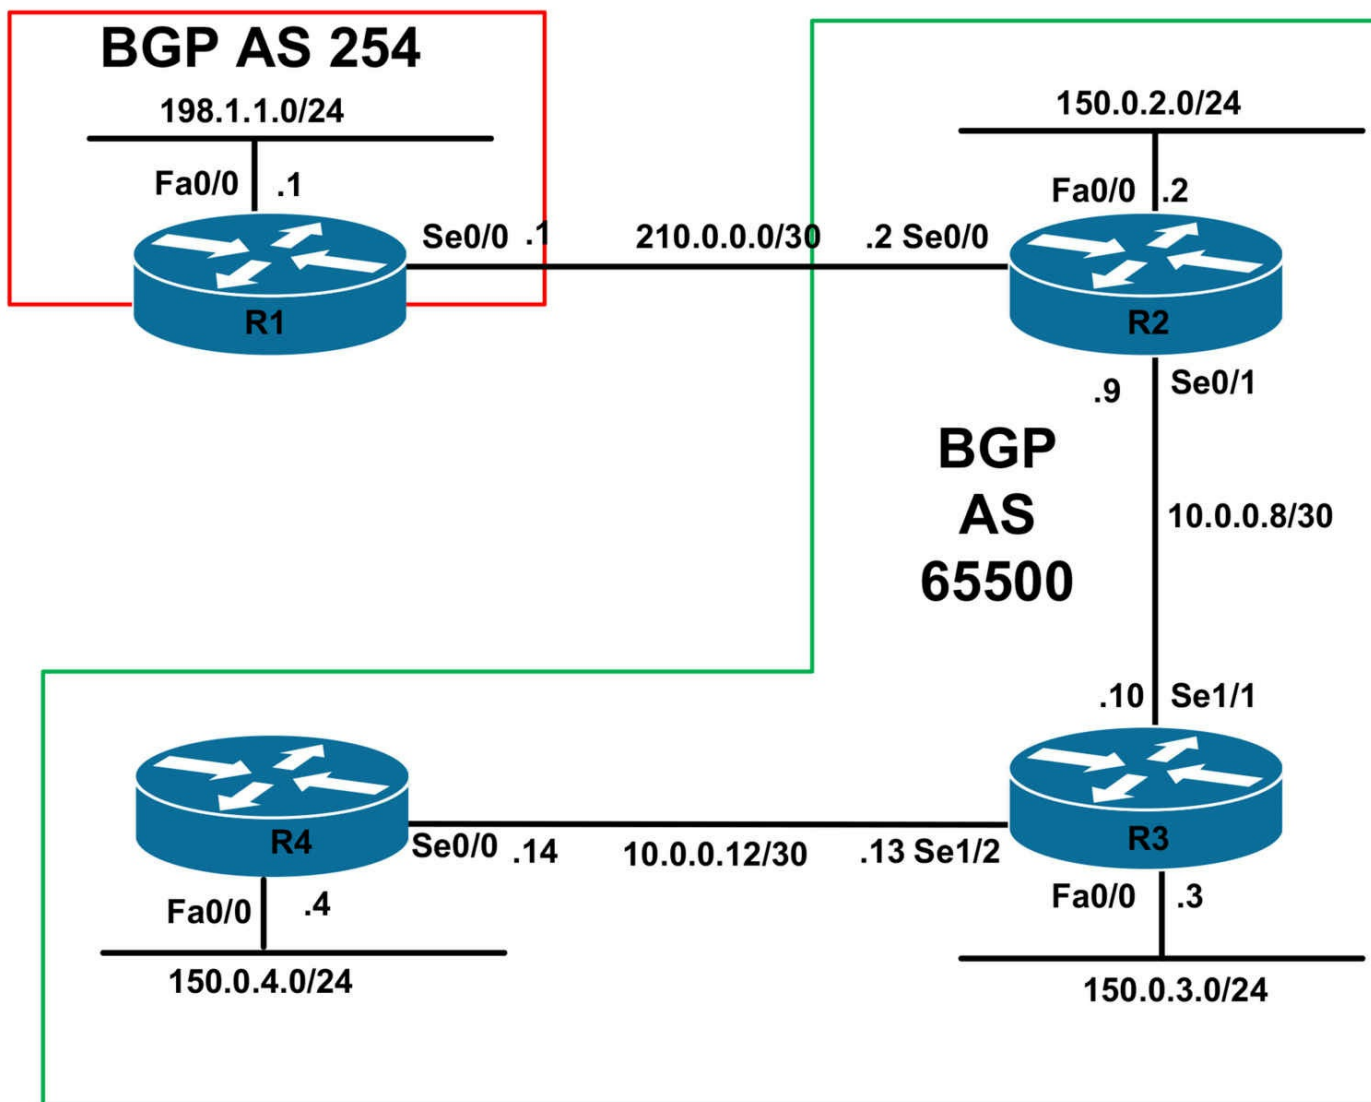 BGP AS 254
198.1.1.0/24
Fa0/0 .1
Se0/0 .1
R1
210.0.0.0/30
150.0.2.0/24
Fa0/0 .2
.2 Se0/0
R2
.9 Se0/1
BGP
AS
65500
10.0.0.8/30
.10 Se1/1
R4
Se0/0 .14
Fa0/0 .4
150.0.4.0/24
10.0.0.12/30
.13 Se1/2
R3
Fa0/0 .3
150.0.3.0/24